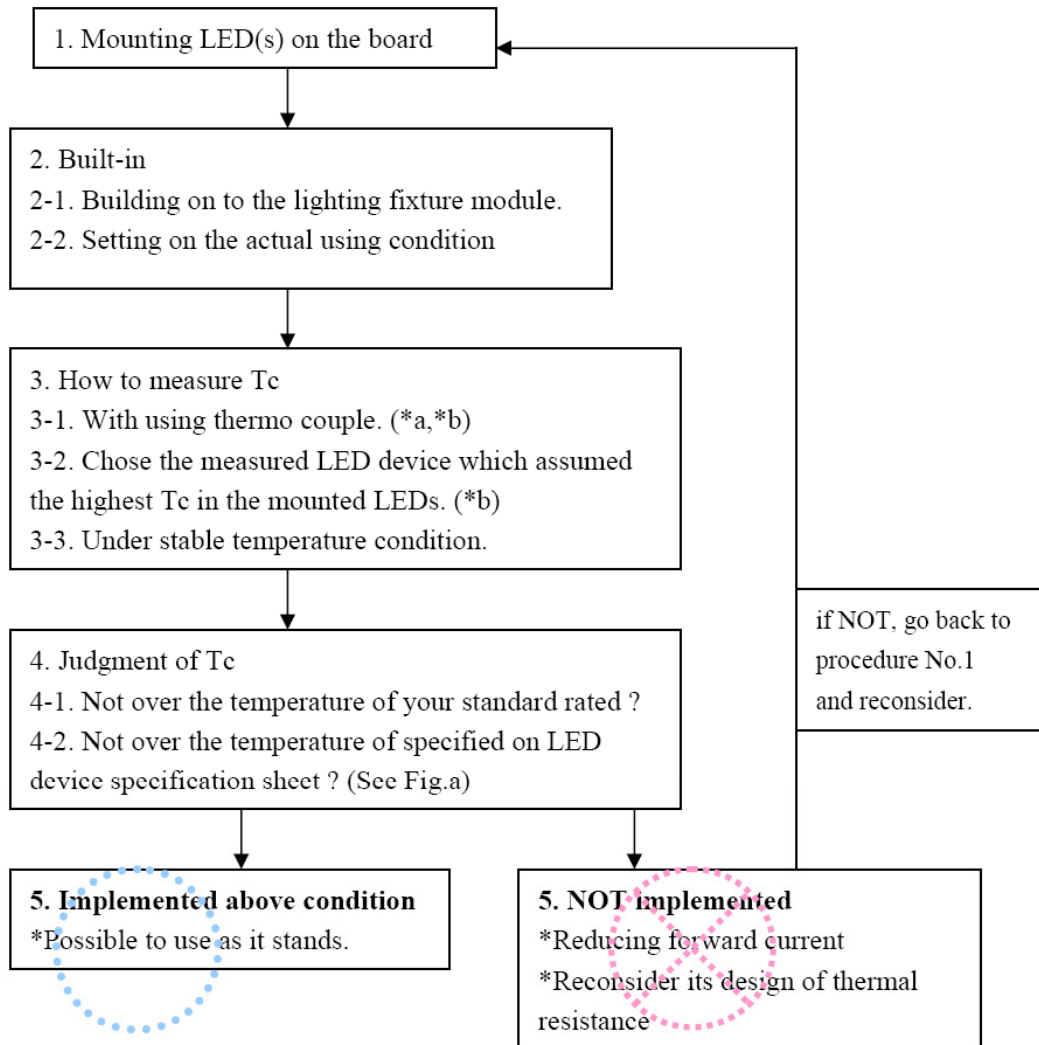 1. Mounting LED(s) on the board
2. Built-in
2-1. Building on to the lighting fixture module.
2-2. Setting on the actual using condition
3. How to measure Tc
3-1. With using thermo couple. (*a,*b)
3-2. Chose the measured LED device which assumed
the highest Tc in the mounted LEDs. (*b)
3-3. Under stable temperature condition.
if NOT, go back to
procedure No.1
and reconsider.
4. Judgment of Tc
4-1. Not over the temperature of your standard rated ?
4-2. Not over the temperature of specified on LED
device specification sheet ? (See Fig.a)
5. Implemented above condition
*Possible to use as it stands.
5. NOT implemented
*Reducing forward current
*Reconsider its design of thermal
resistance